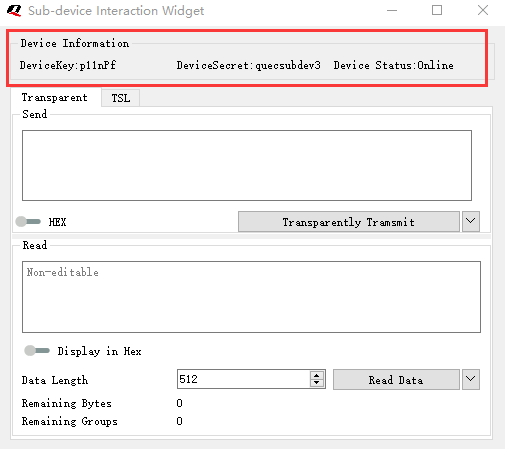 Sub-device Interaction Widget
Device Information
DeviceKey:p11nPf DeviceSecret:quecsubdev3 Device Status:Online
Transparent TSL
Send
HEX Transparently Tramsmit
Read
Non-editable
Display in Hex
Data Length 512 Read Data
Remaining Bytes 0
Remaining Groups 0